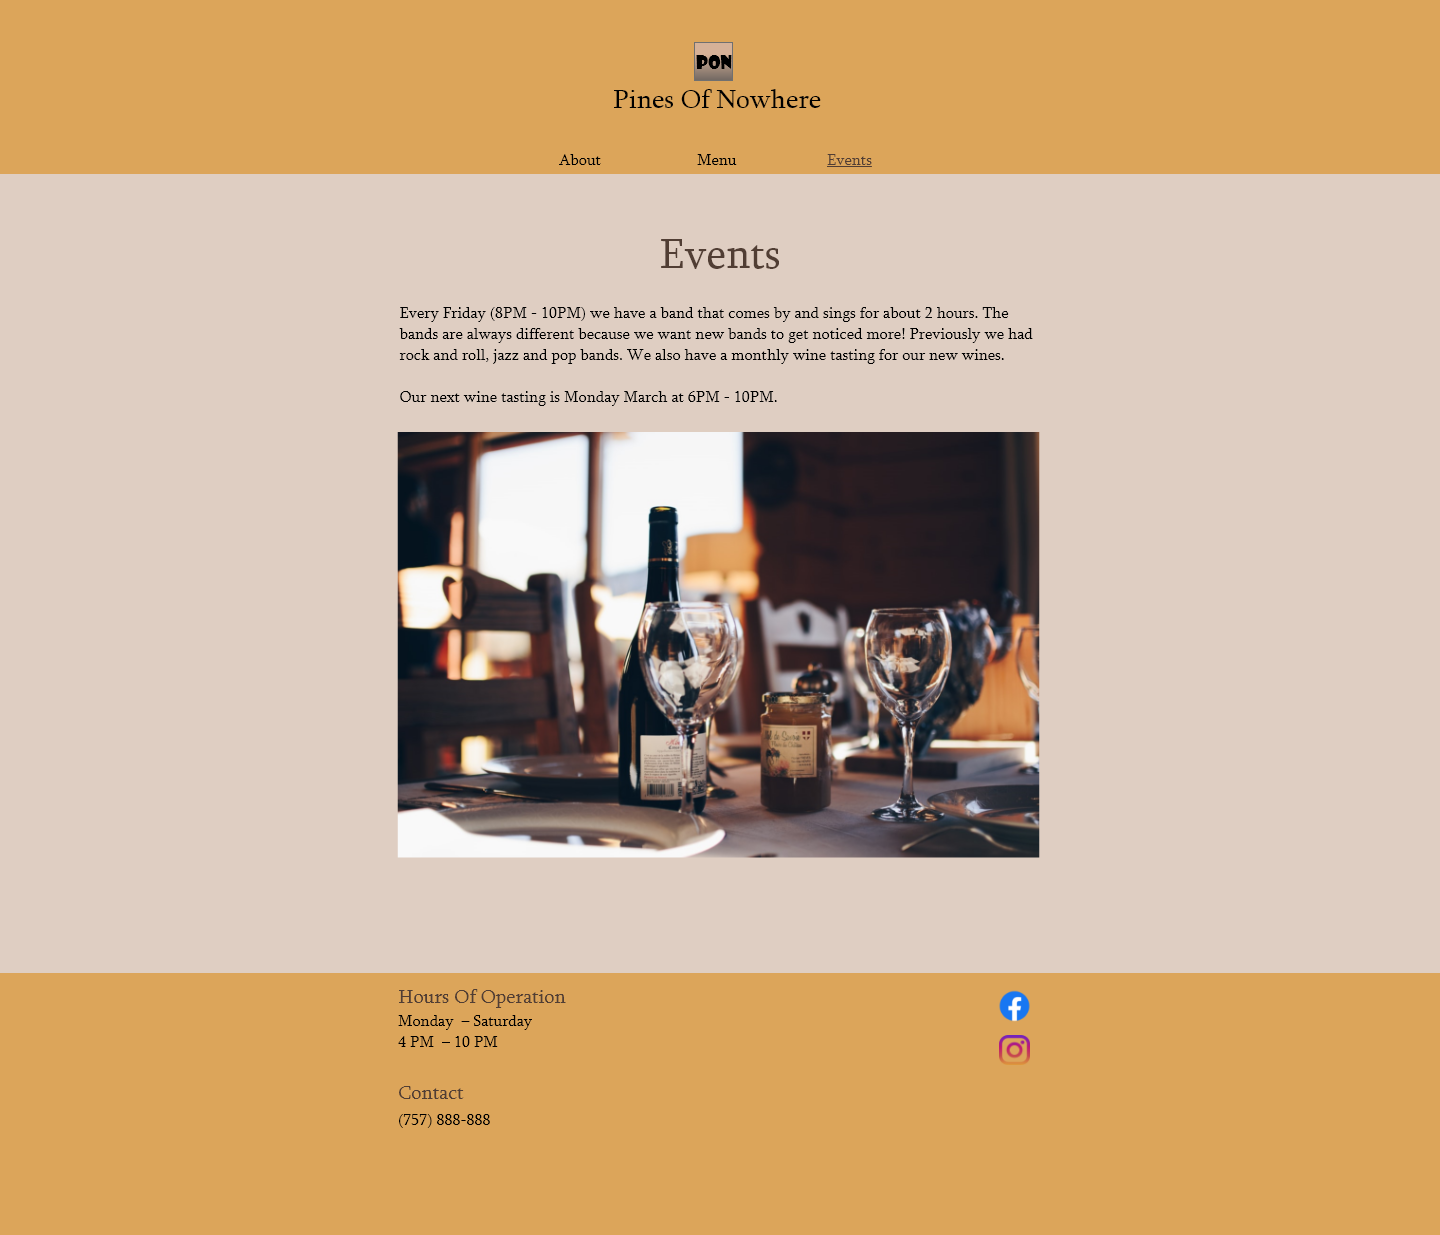 PON
Pines Of Nowhere
About Menu Events
Events
Every Friday (8PM - 10PM) we have a band that comes by and sings for about 2 hours. The
bands are always different because we want new bands to get noticed more! Previously we had
rock and roll, jazz and pop bands. We also have a monthly wine tasting for our new wines.
Our next wine tasting is Monday March at 6PM - 10PM.
Hours Of Operation
Monday – Saturday
4 PM – 10 PM
Contact
(757) 888-888